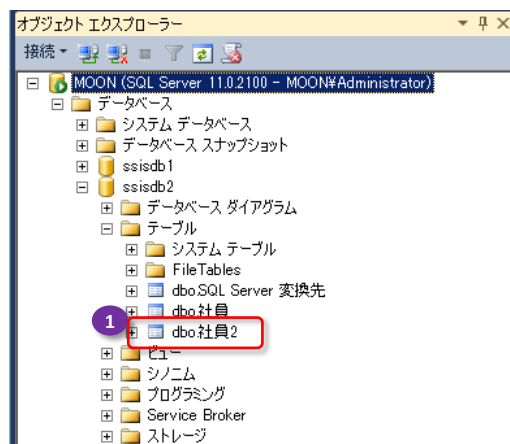 オブジェクト エクスプローラー
接続
MOON (SQL Server 11.0.2100 - MOON¥Administrator)
データベース
システム データベース
データベース スナップショット
ssisdb1
ssisdb2
データベース ダイアグラム
テーブル
システム テーブル
FileTables
dbo.SQL Server 変換先
dbo.社員
1
dbo.社員2
ビュー
シノニム
プログラミング
Service Broker
ストレージ